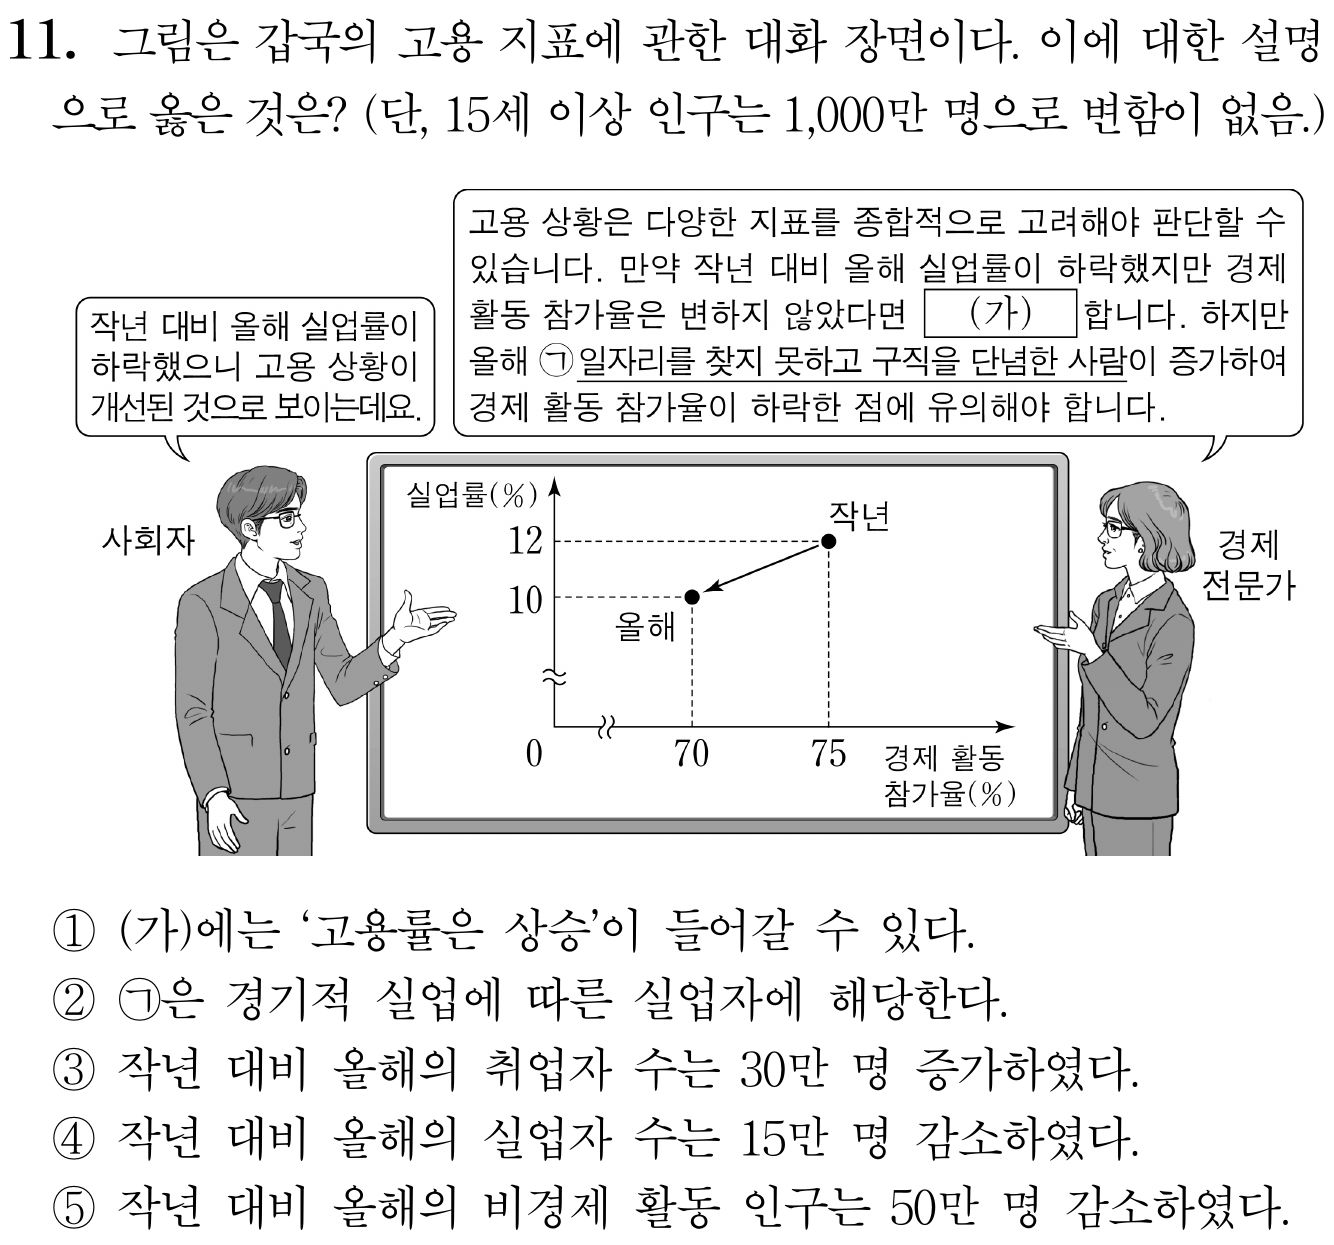 11. 그림은 갑국의 고용 지표에 관한 대화 장면이다. 이에 대한 설명
으로 옳은 것은? (단, 15세 이상 인구는 1,000만 명으로 변함이 없음.)
고용 상황은 다양한 지표를 종합적으로 고려해야 판단할 수
있습니다. 만약 작년 대비 올해 실업률이 하락했지만 경제
활동 참가율은 변하지 않았다면 (가) 합니다. 하지만
올해 ㉠일자리를 찾지 못하고 구직을 단념한 사람이 증가하여
경제 활동 참가율이 하락한 점에 유의해야 합니다.
작년 대비 올해 실업률이
하락했으니 고용 상황이
개선된 것으로 보이는데요.
사회자
실업률(%)
12
10
작년
올해
0
70
75
경제 활동
참가율(%)
경제
전문가
① (가)에는 ‘고용률은 상승’이 들어갈 수 있다.
② ㉠은 경기적 실업에 따른 실업자에 해당한다.
③ 작년 대비 올해의 취업자 수는 30만 명 증가하였다.
④ 작년 대비 올해의 실업자 수는 15만 명 감소하였다.
⑤ 작년 대비 올해의 비경제 활동 인구는 50만 명 감소하였다.